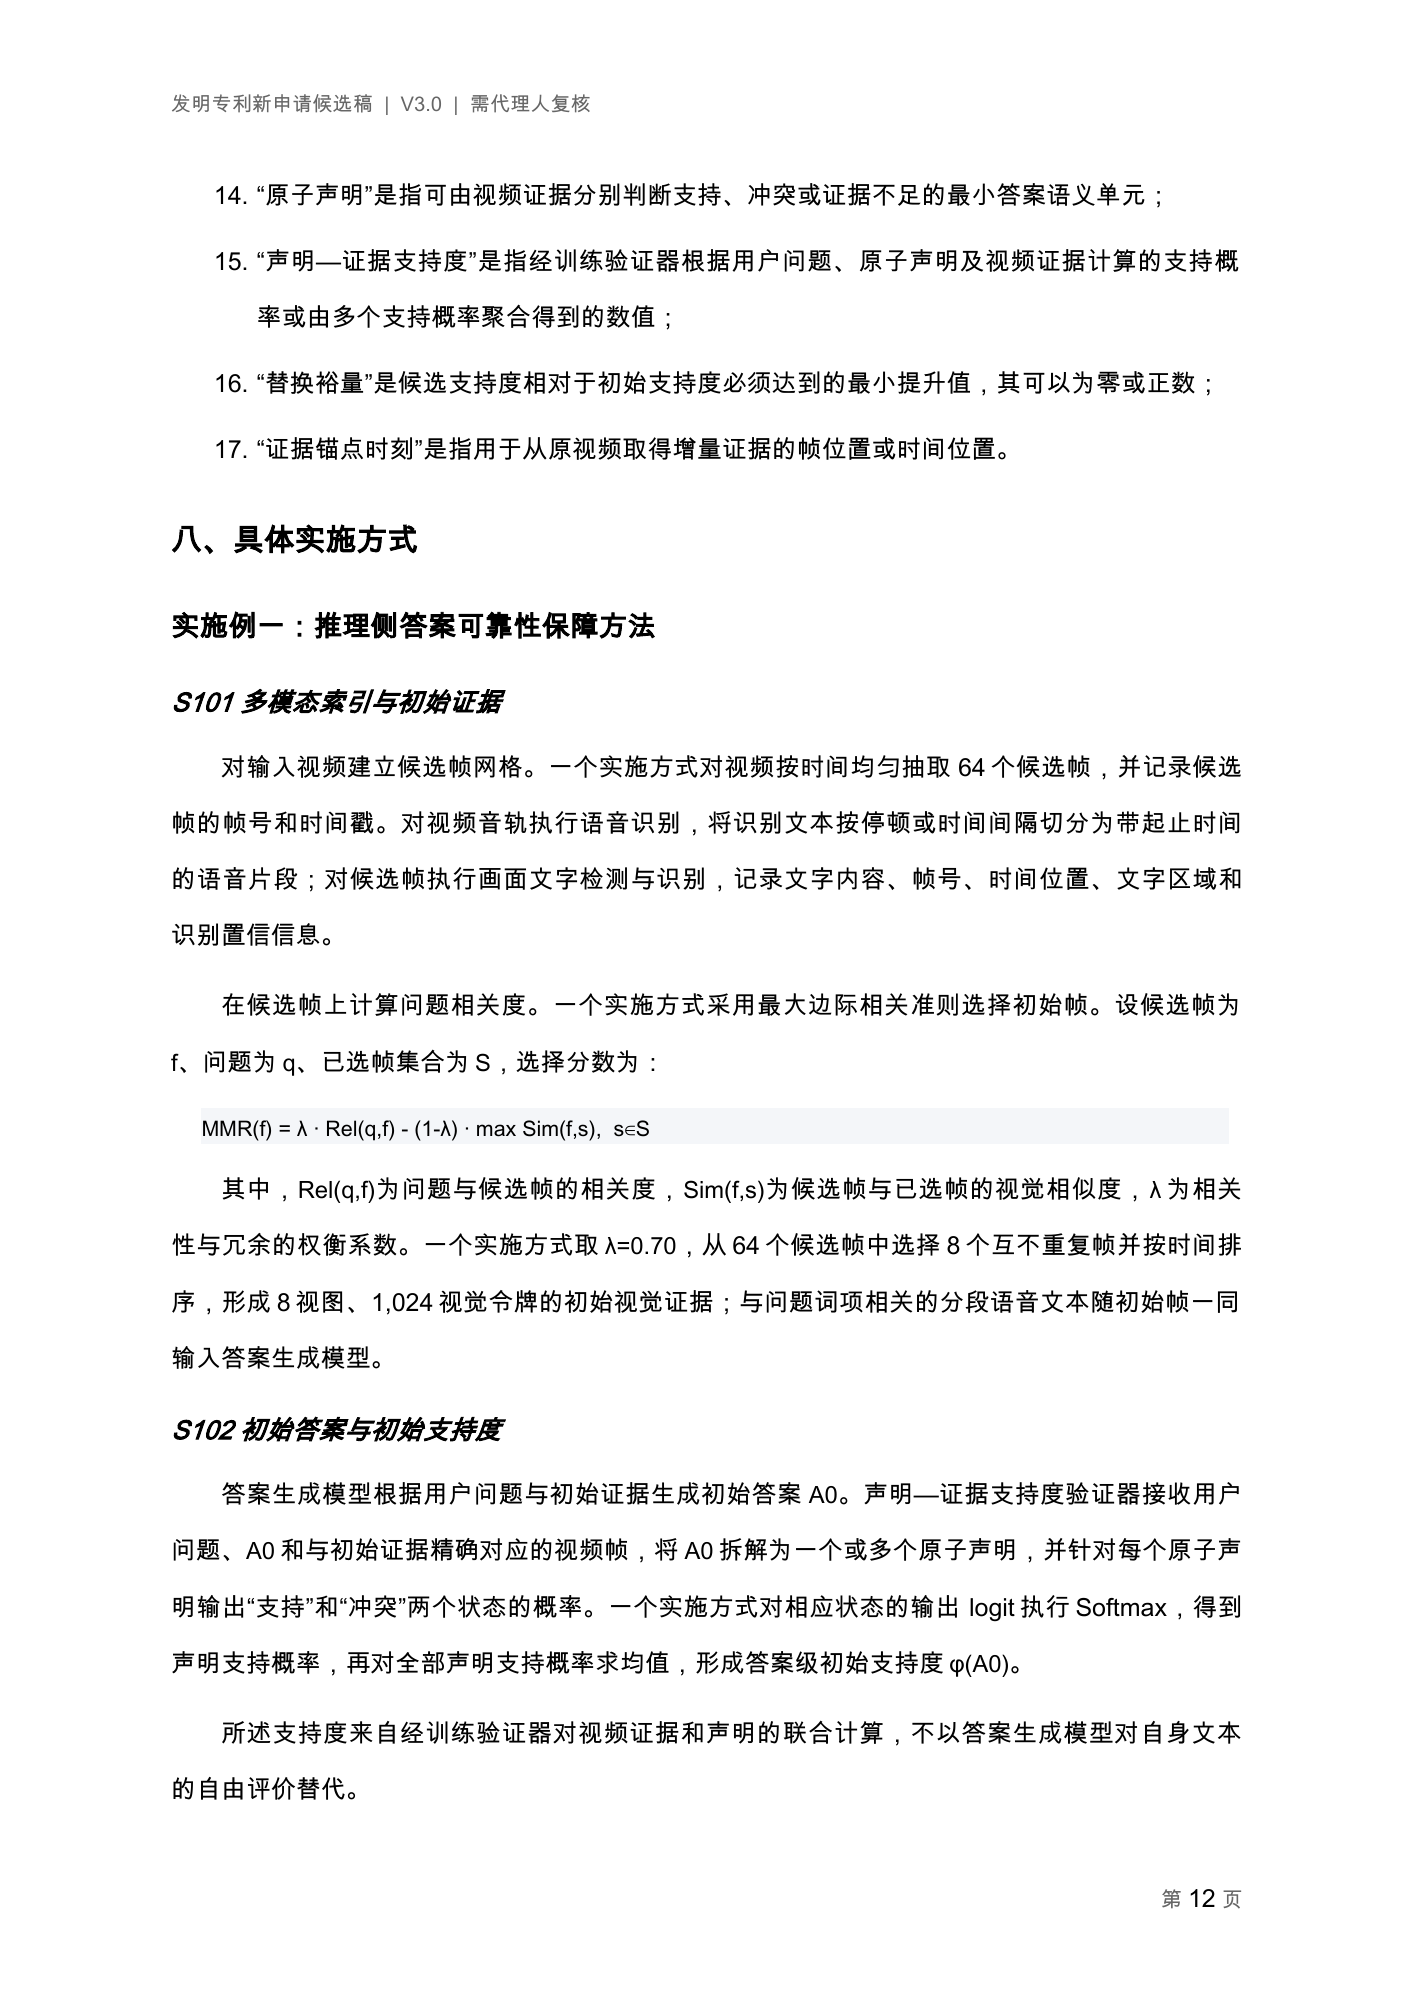 发明专利新申请候选稿 | V3.0 | 需代理人复核
14. “原子声明”是指可由视频证据分别判断支持、冲突或证据不足的最小答案语义单元；
15. “声明—证据支持度”是指经训练验证器根据用户问题、原子声明及视频证据计算的支持概
率或由多个支持概率聚合得到的数值；
16. “替换裕量”是候选支持度相对于初始支持度必须达到的最小提升值，其可以为零或正数；
17. “证据锚点时刻”是指用于从原视频取得增量证据的帧位置或时间位置。
八、具体实施方式
实施例一：推理侧答案可靠性保障方法
S101 多模态索引与初始证据
对输入视频建立候选帧网格。一个实施方式对视频按时间均匀抽取 64 个候选帧，并记录候选
帧的帧号和时间戳。对视频音轨执行语音识别，将识别文本按停顿或时间间隔切分为带起止时间
的语音片段；对候选帧执行画面文字检测与识别，记录文字内容、帧号、时间位置、文字区域和
识别置信信息。
在候选帧上计算问题相关度。一个实施方式采用最大边际相关准则选择初始帧。设候选帧为
f、问题为 q、已选帧集合为 S，选择分数为：
MMR(f) = λ · Rel(q,f) - (1-λ) · max Sim(f,s), s∈S
其中，Rel(q,f)为问题与候选帧的相关度，Sim(f,s)为候选帧与已选帧的视觉相似度，λ 为相关
性与冗余的权衡系数。一个实施方式取 λ=0.70，从 64 个候选帧中选择 8 个互不重复帧并按时间排
序，形成 8 视图、1,024 视觉令牌的初始视觉证据；与问题词项相关的分段语音文本随初始帧一同
输入答案生成模型。
S102 初始答案与初始支持度
答案生成模型根据用户问题与初始证据生成初始答案 A0。声明—证据支持度验证器接收用户
问题、A0 和与初始证据精确对应的视频帧，将 A0 拆解为一个或多个原子声明，并针对每个原子声
明输出“支持”和“冲突”两个状态的概率。一个实施方式对相应状态的输出 logit 执行 Softmax，得到
声明支持概率，再对全部声明支持概率求均值，形成答案级初始支持度 φ(A0)。
所述支持度来自经训练验证器对视频证据和声明的联合计算，不以答案生成模型对自身文本
的自由评价替代。
第 12 页